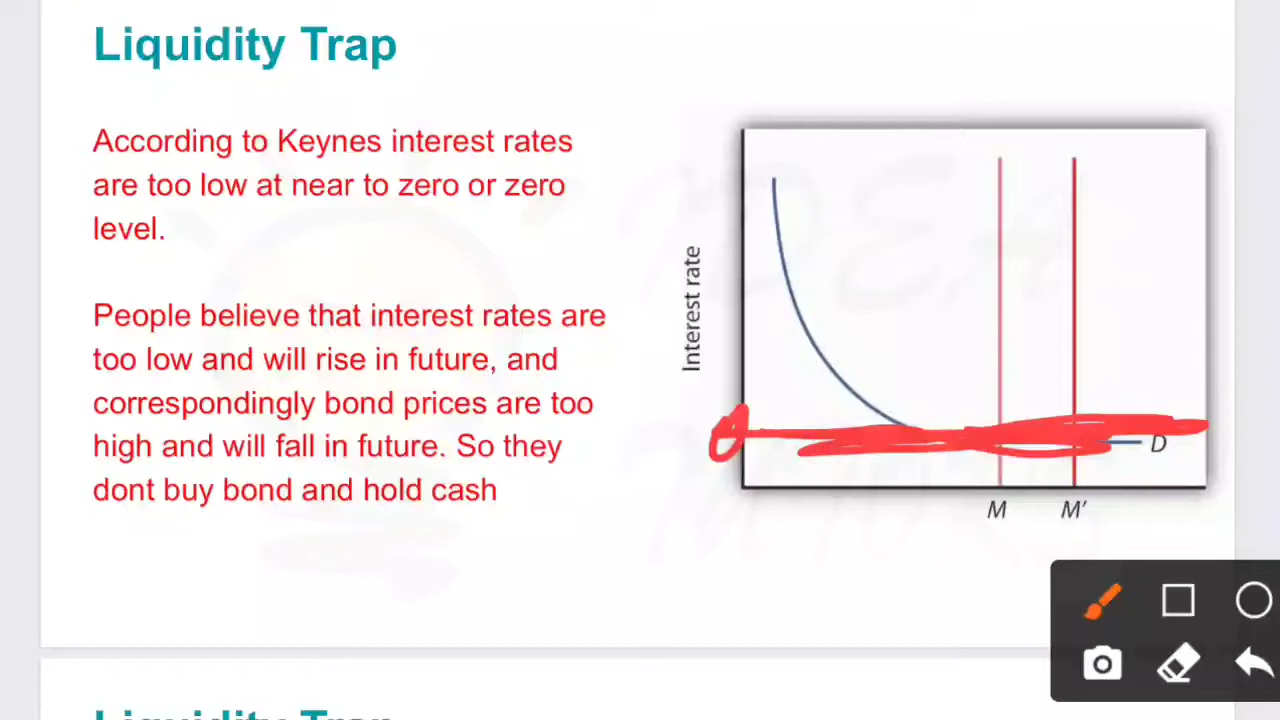 Liquidity Trap
According to Keynes interest rates
are too low at near to zero or zero
level.
People believe that interest rates are
too low and will rise in future, and
correspondingly bond prices are too
high and will fall in future. So they
dont buy bond and hold cash
Interest rate
D
M M'
Liquidity Trap